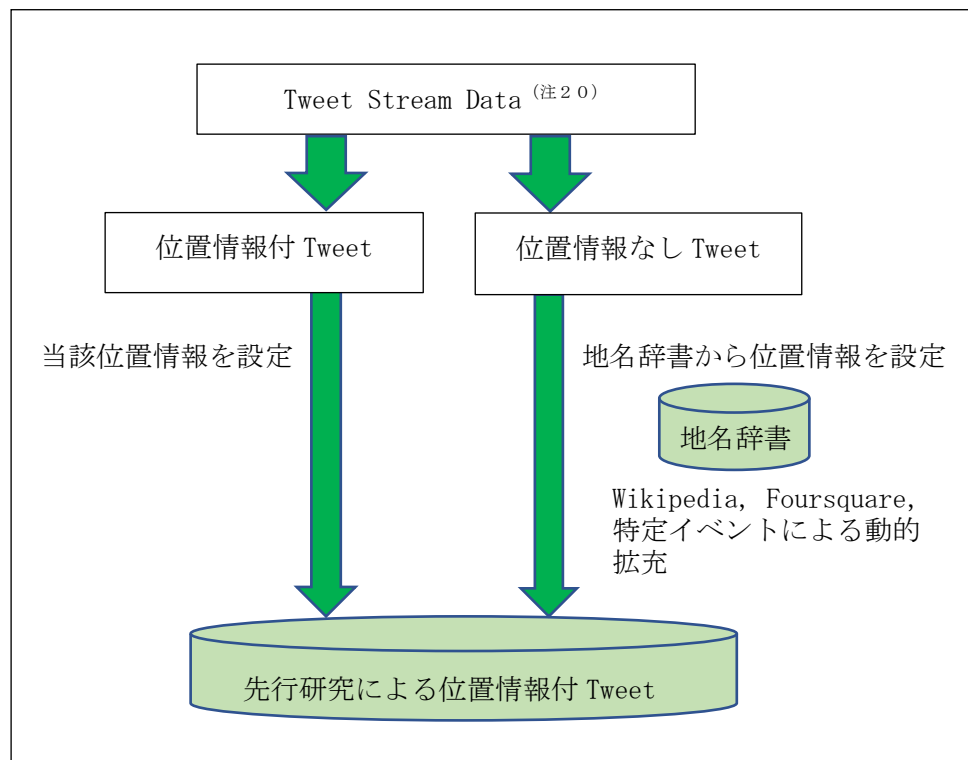 Tweet Stream Data (注20)
位置情報付 Tweet
位置情報なし Tweet
当該位置情報を設定
地名辞書から位置情報を設定
地名辞書
Wikipedia, Foursquare,
特定イベントによる動的
拡充
先行研究による位置情報付 Tweet